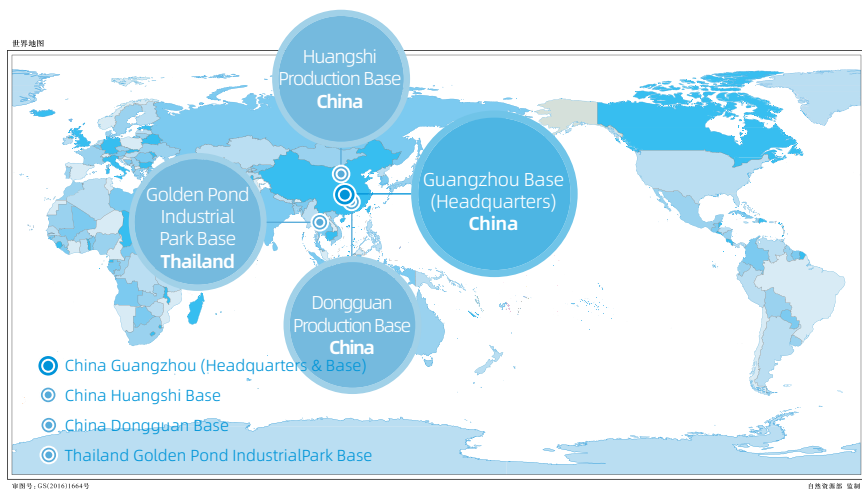 世界地图
Huangshi
Production Base
China
Golden Pond
Industrial
Park Base
Thailand
Guangzhou Base
(Headquarters)
China
Dongguan
Production Base
China
China Guangzhou (Headquarters & Base)
China Huangshi Base
China Dongguan Base
Thailand Golden Pond IndustrialPark Base
审图号: GS(2016)1664号
自然资源部 监制